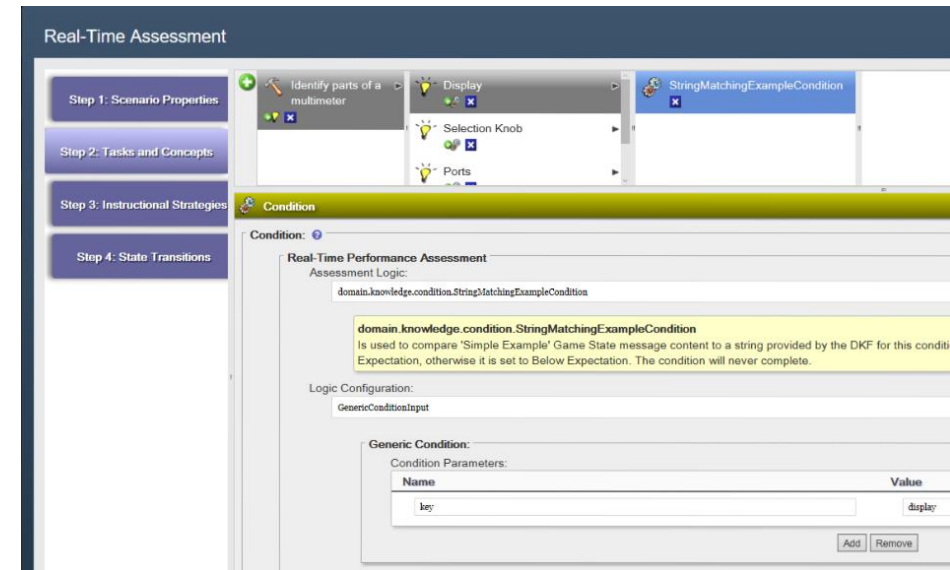 Real-Time Assessment
Step 1: Scenario Properties
Step 2: Tasks and Concepts
Step 3: Instructional Strategies
Step 4: State Transitions
Identify parts of a
multimeter
Display
Selection Knob
Ports
StringMatchingExampleCondition
Condition
Condition:
Real-Time Performance Assessment
Assessment Logic:
domain.knowledge.condition.StringMatchingExampleCondition
domain.knowledge.condition.StringMatchingExampleCondition
Is used to compare 'Simple Example' Game State message content to a string provided by the DKF for this conditi
Expectation, otherwise it is set to Below Expectation. The condition will never complete.
Logic Configuration:
GenericConditionInput
Generic Condition:
Condition Parameters:
Name Value
key display
Add Remove